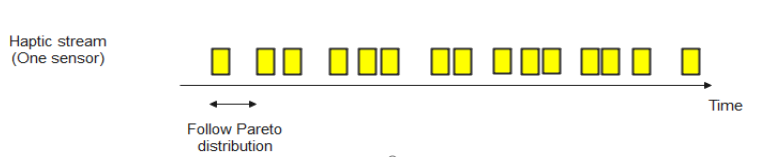 Haptic stream
(One sensor)
Time
Follow Pareto
distribution